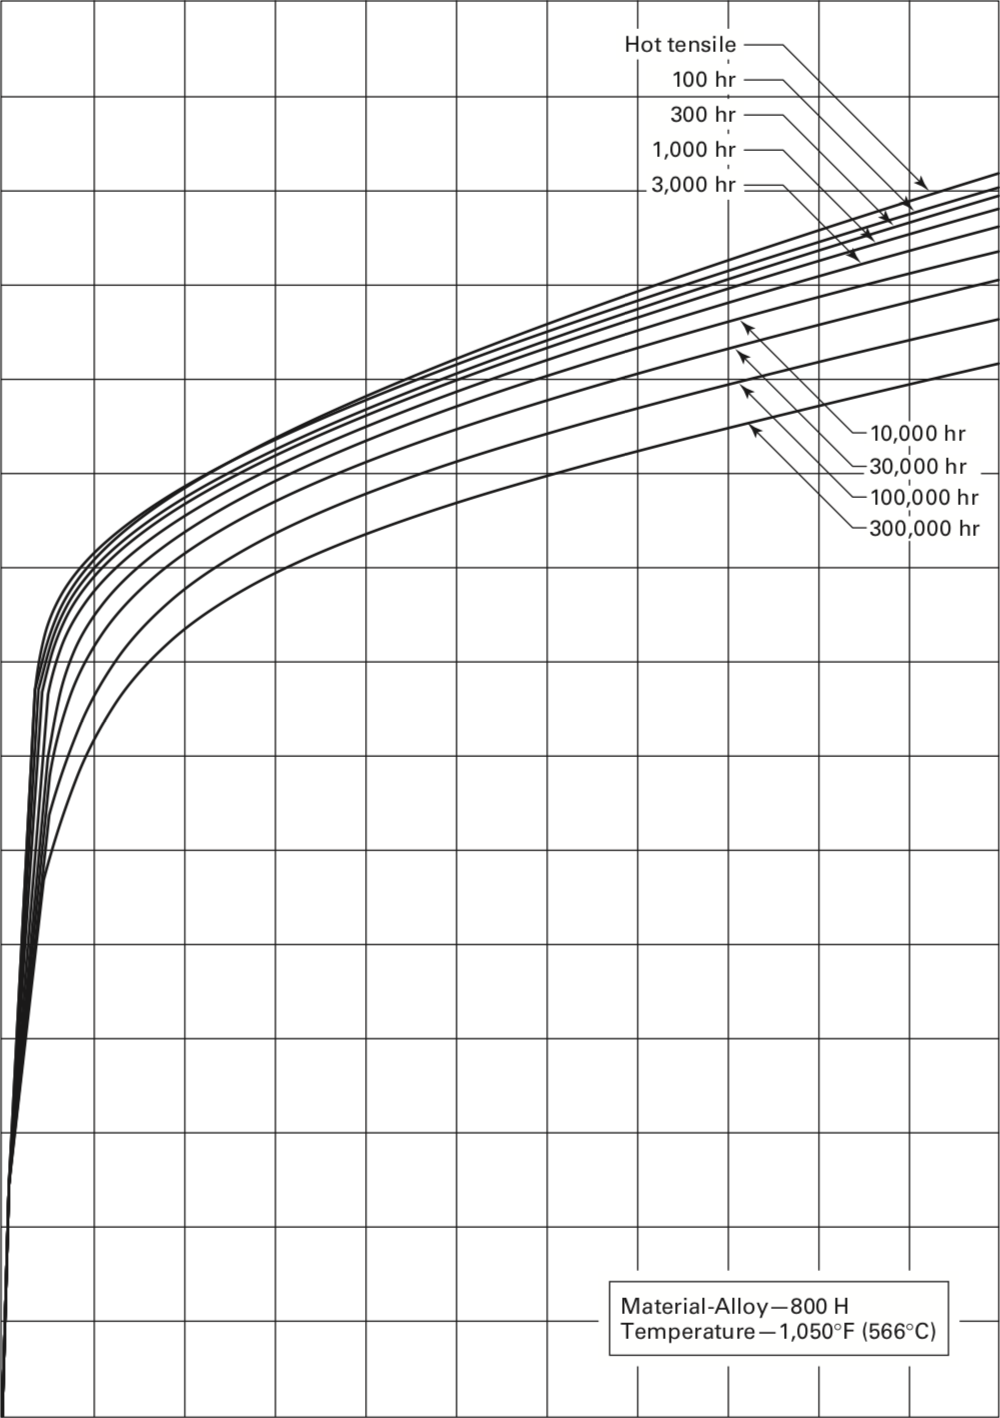 Hot tensile
100 hr
300 hr
1,000 hr
3,000 hr
10,000 hr
30,000 hr
100,000 hr
300,000 hr
Material-Alloy—800 H
Temperature—1,050°F (566°C)